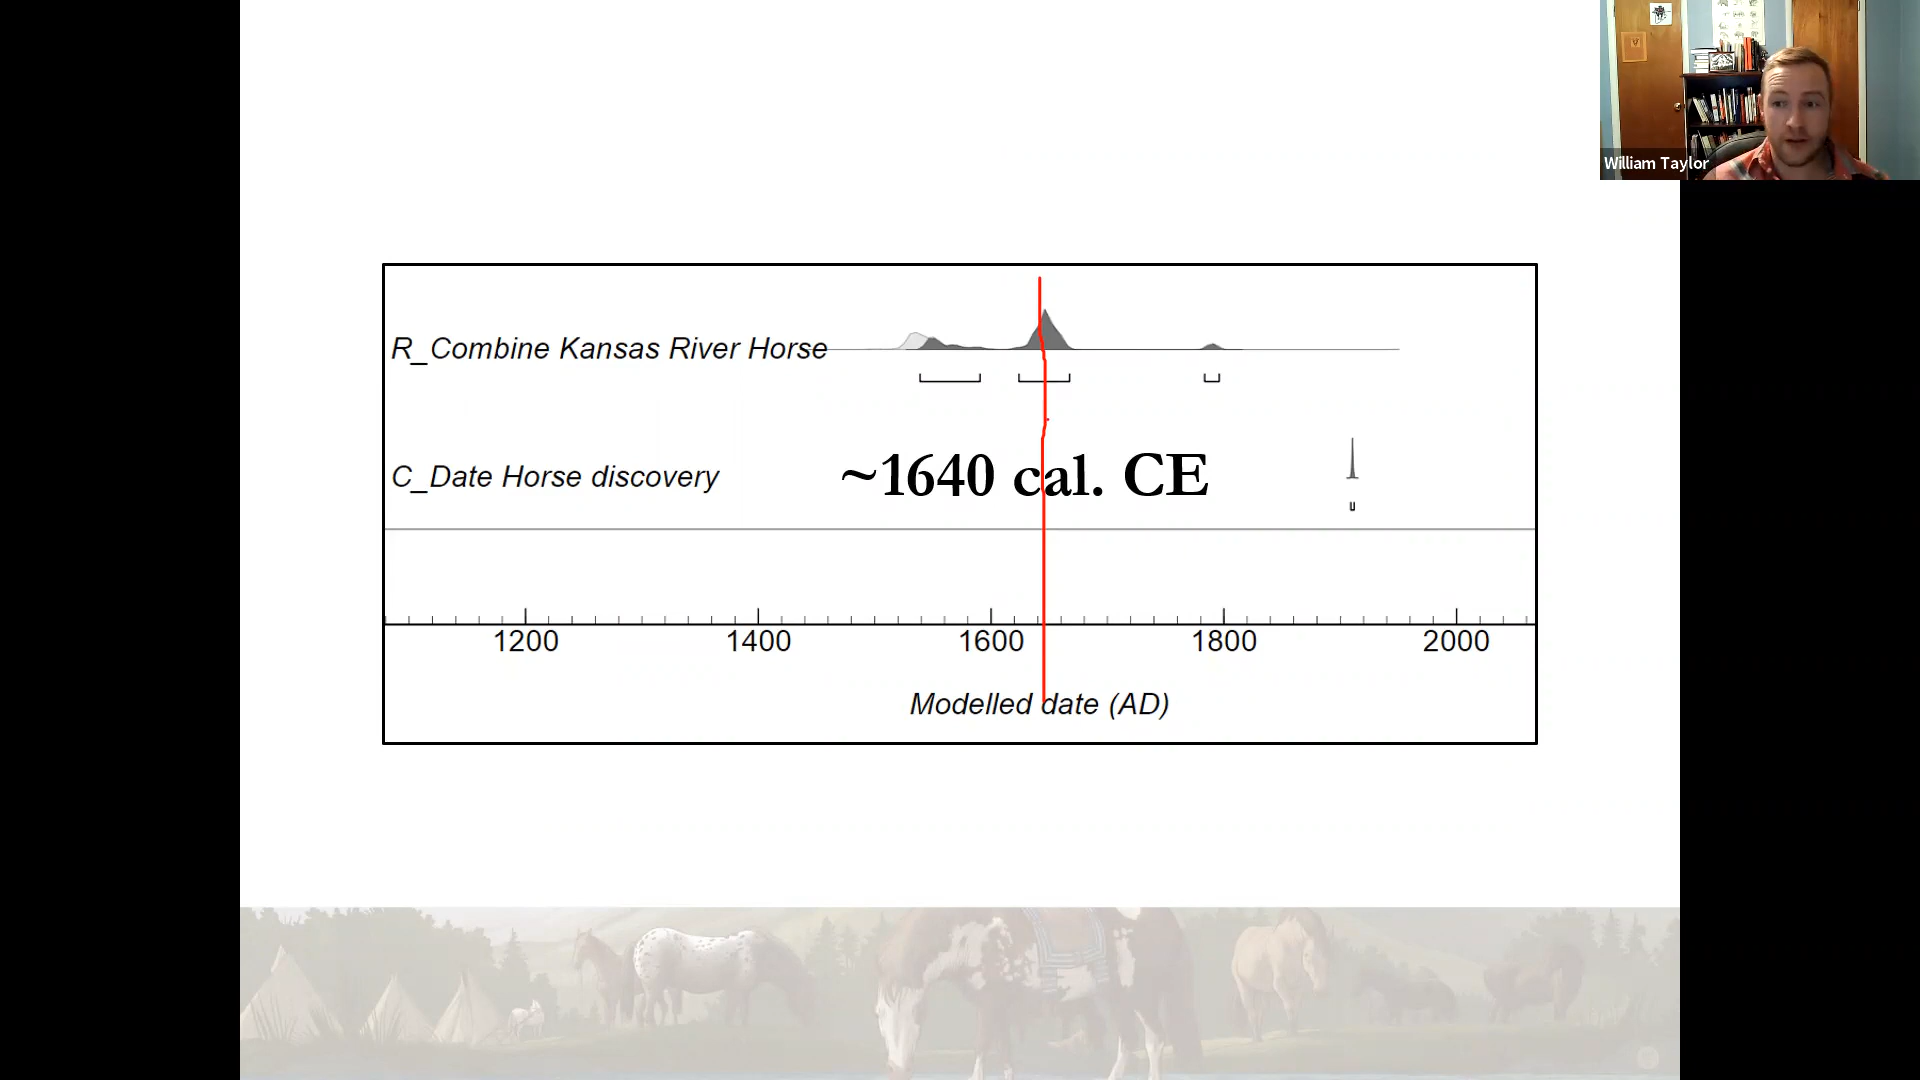 William Taylor
R_Combine Kansas River Horse
C_Date Horse discovery
~1640 cal. CE
1200 1400 1600 1800 2000
Modelled date (AD)